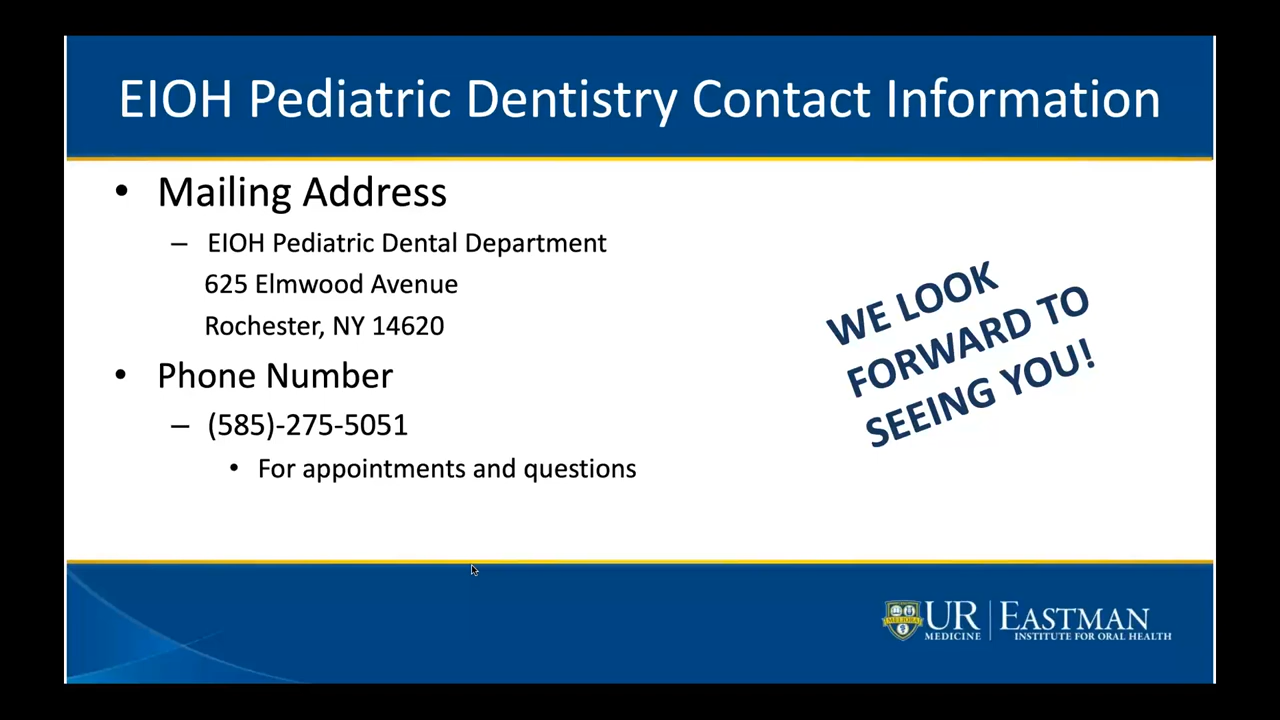 EIOH Pediatric Dentistry Contact Information
• Mailing Address
– EIOH Pediatric Dental Department
625 Elmwood Avenue
Rochester, NY 14620
• Phone Number
– (585)-275-5051
• For appointments and questions
WE LOOK
FORWARD TO
SEEING YOU!
MELIORA
UR
MEDICINE
EASTMAN
INSTITUTE FOR ORAL HEALTH